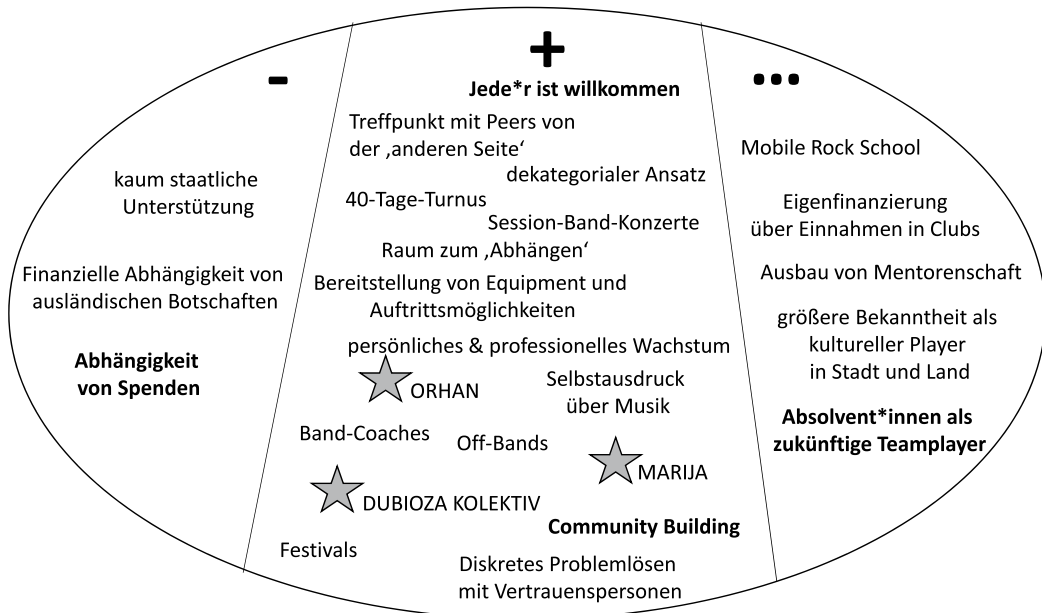 -
kaum staatliche
Unterstützung
Finanzielle Abhängigkeit von
ausländischen Botschaften
Abhängigkeit
von Spenden
+
Jede*r ist willkommen
Treffpunkt mit Peers von
der ‚anderen Seite‘
dekategorialer Ansatz
40-Tage-Turnus
Session-Band-Konzerte
Raum zum ‚Abhängen‘
Bereitstellung von Equipment und
Auftrittsmöglichkeiten
persönliches & professionelles Wachstum
ORHAN
Selbstausdruck
über Musik
Band-Coaches
Off-Bands
MARIJA
DUBIOZA KOLEKTIV
Community Building
Festivals
Diskretes Problemlösen
mit Vertrauenspersonen
...
Mobile Rock School
Eigenfinanzierung
über Einnahmen in Clubs
Ausbau von Mentorenschaft
größere Bekanntheit als
kultureller Player
in Stadt und Land
Absolvent*innen als
zukünftige Teamplayer